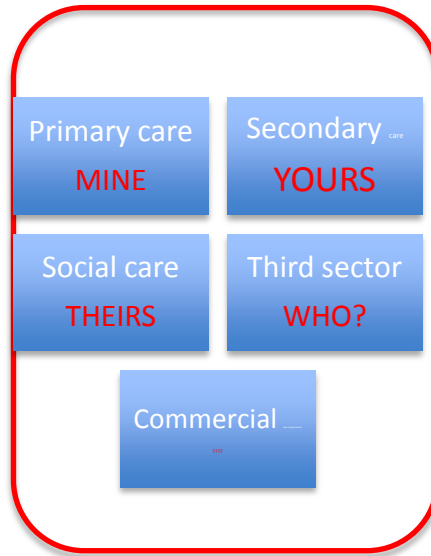 Primary care
MINE
Secondary care
YOURS
Social care
THEIRS
Third sector
WHO?
Commercial